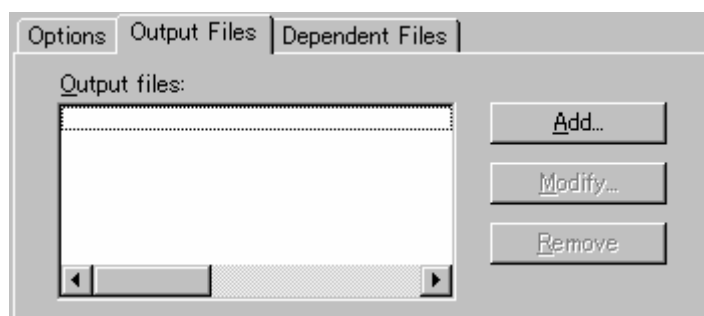 Options Output Files Dependent Files
Output files:
Add...
Modify...
Remove